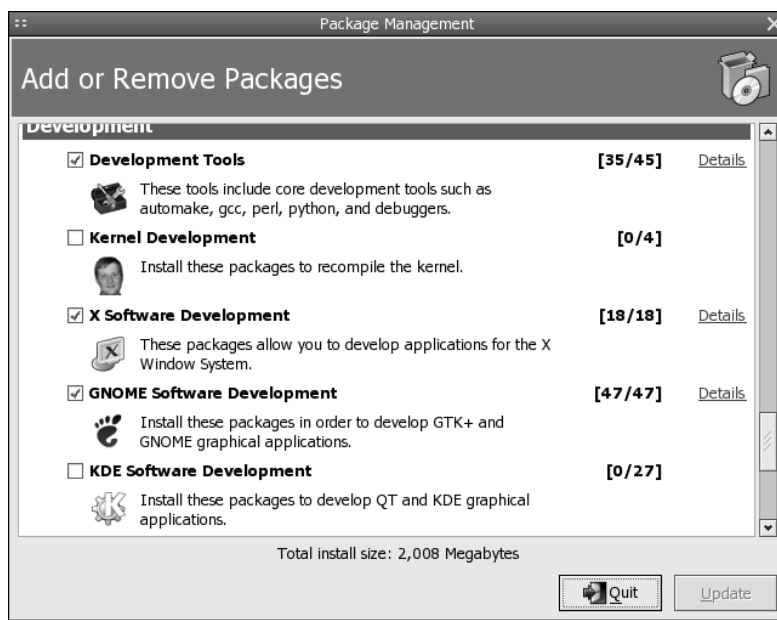 Package Management
Add or Remove Packages
Development
Development Tools [35/45] Details
These tools include core development tools such as
automake, gcc, perl, python, and debuggers.
Kernel Development [0/4]
Install these packages to recompile the kernel.
X Software Development [18/18] Details
These packages allow you to develop applications for the X
Window System.
GNOME Software Development [47/47] Details
Install these packages in order to develop GTK+ and
GNOME graphical applications.
KDE Software Development [0/27]
Install these packages to develop QT and KDE graphical
applications.
Total install size: 2,008 Megabytes
Quit Update